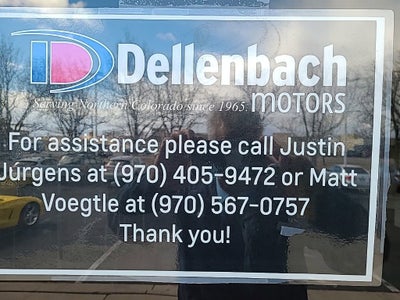 Dellenbach
MOTORS
Serving Northern Colorado since 1965
For assistance please call Justin
Jurgens at (970) 405-9472 or Matt
Voegtle at (970) 567-0757
Thank you!